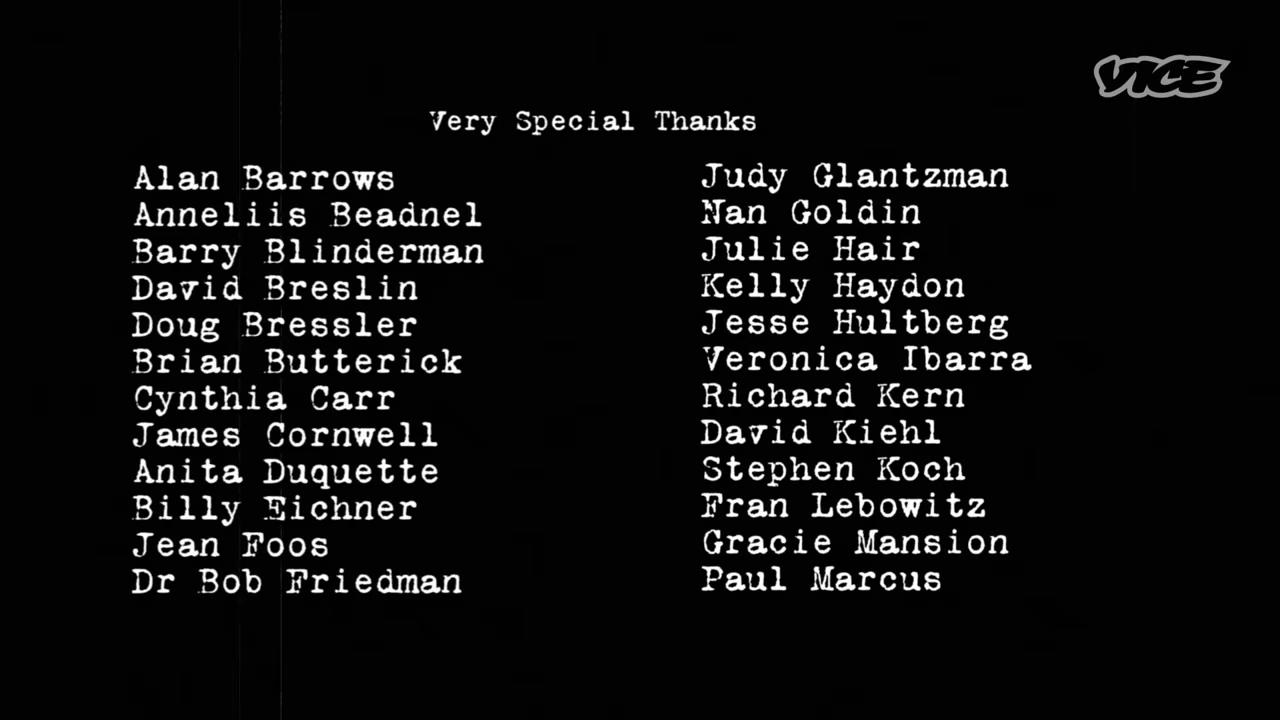 VICE
Very Special Thanks
Alan Barrows
Anneliis Beadnel
Barry Blinderman
David Breslin
Doug Bressler
Brian Butterick
Cynthia Carr
James Cornwell
Anita Duquette
Billy Eichner
Jean Foos
Dr Bob Friedman
Judy Glantzman
Nan Goldin
Julie Hair
Kelly Haydon
Jesse Hultberg
Veronica Ibarra
Richard Kern
David Kiehl
Stephen Koch
Fran Lebowitz
Gracie Mansion
Paul Marcus